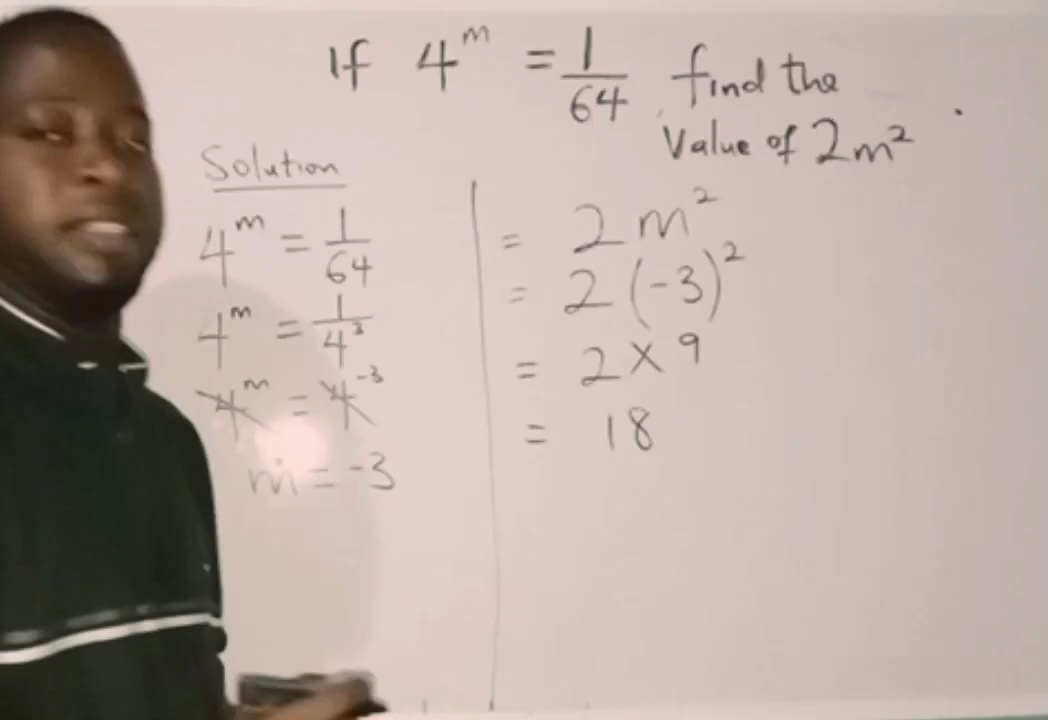 If 4^m = 1/64, find the
Value of 2m²
Solution
4^m = 1/64
4^m = 1/4³
4^m = 4^-3
m = -3
= 2m²
= 2(-3)²
= 2 × 9
= 18